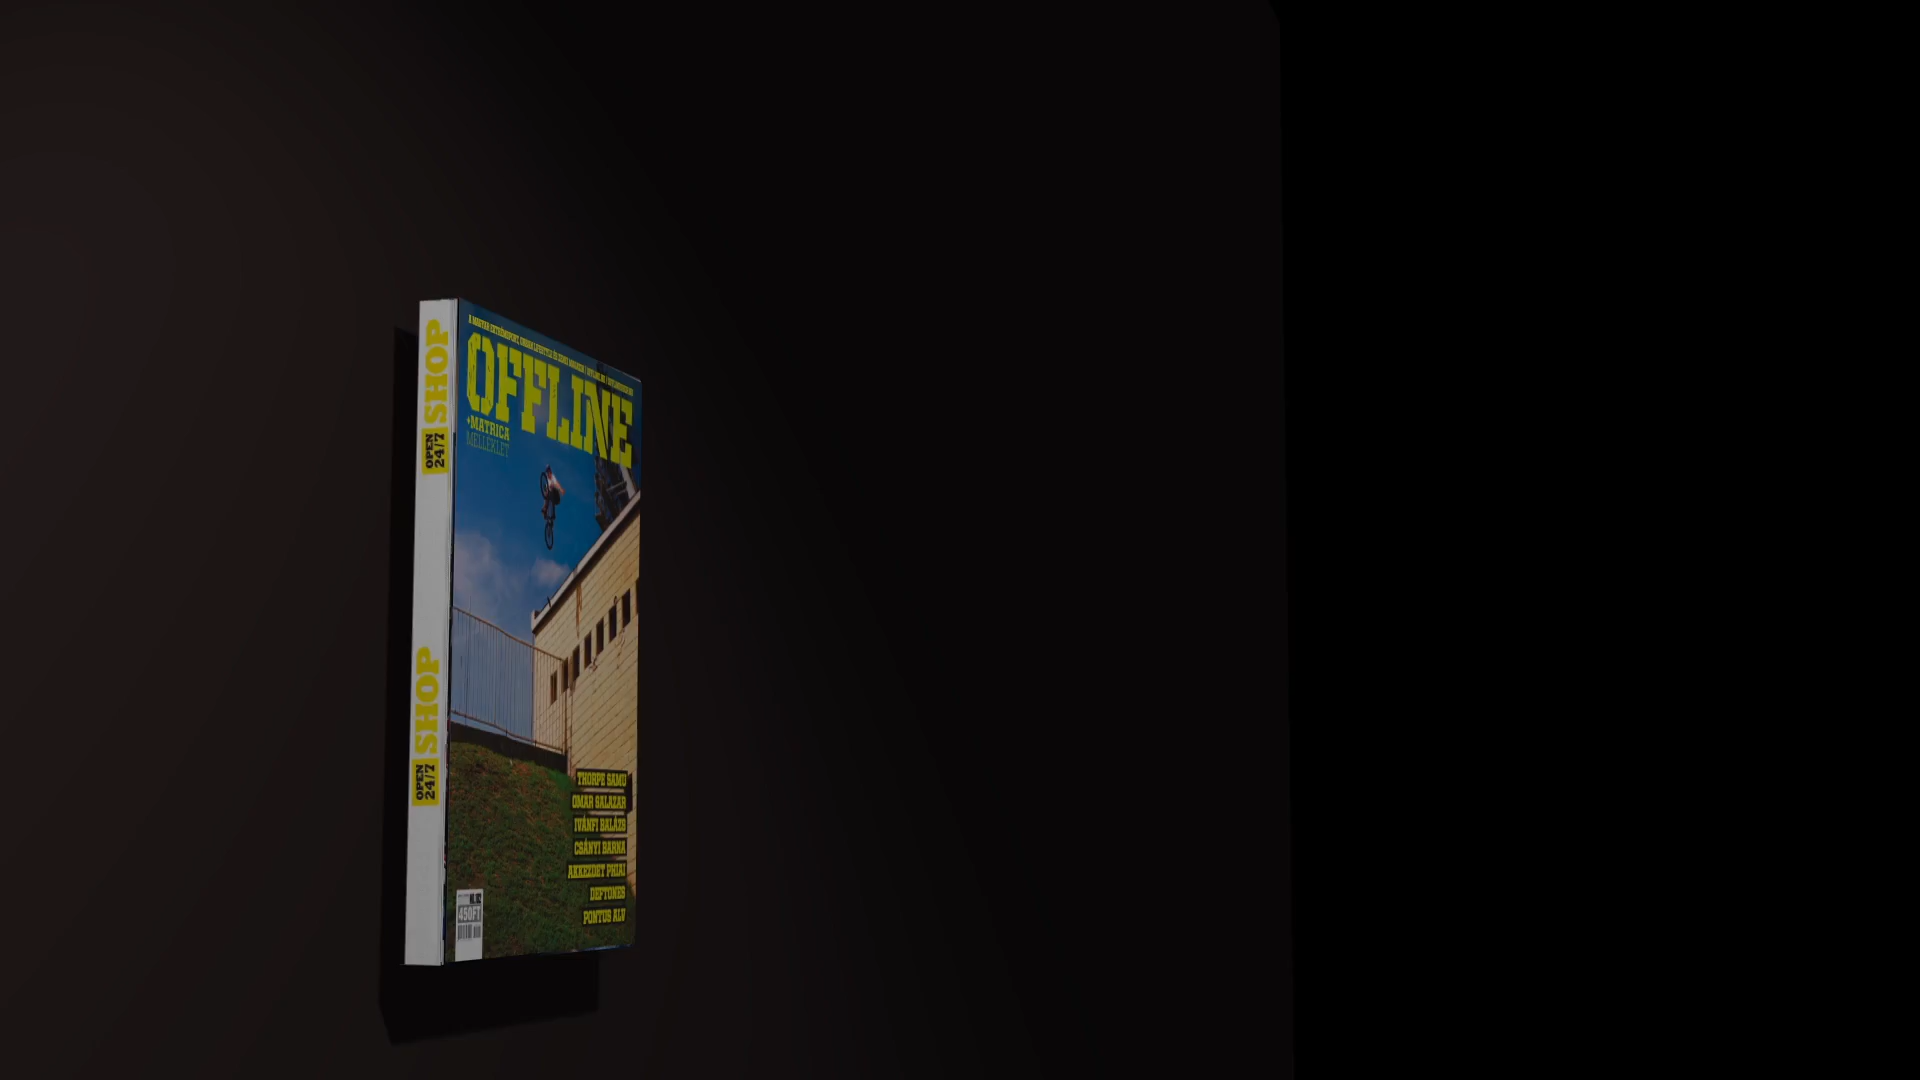 SHOP
OPEN
24/7
SHOP
OPEN
24/7
OFFLINE
+MATRICA
MELLÉKLET
THORPE SAMU
OMAR SALAZAR
IVÁNFI BALÁZS
CSÁNYI BARNA
AKKEZDET PHIAI
DEFTONES
PONTUS ALV
450FT